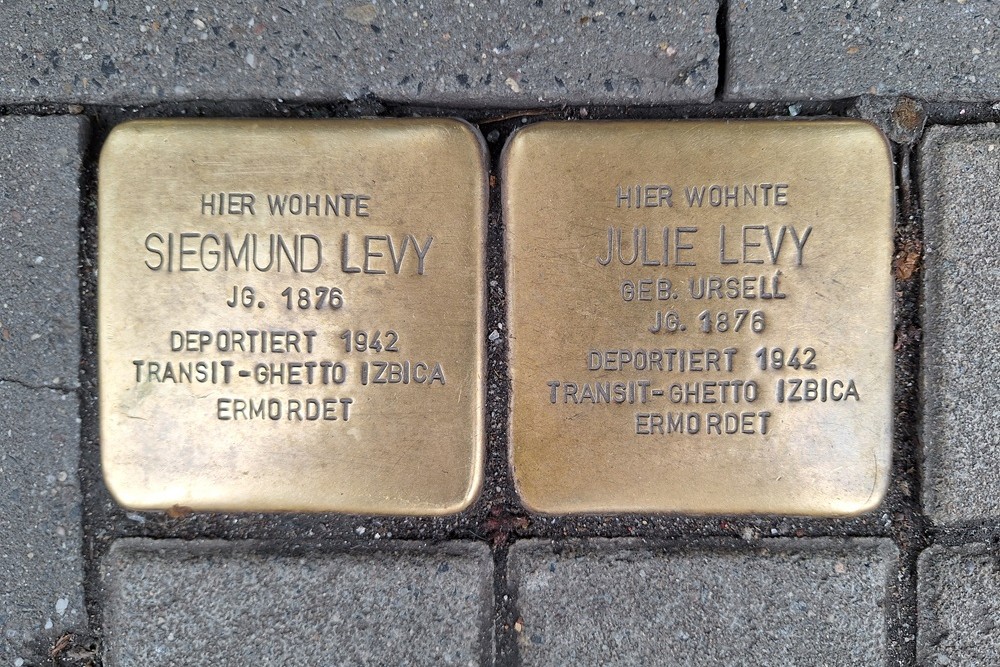 HIER WOHNTE
SIEGMUND LEVY
JG. 1876
DEPORTIERT 1942
TRANSIT-GHETTO IZBICA
ERMORDET
HIER WOHNTE
JULIE LEVY
GEB. URSELL
JG. 1876
DEPORTIERT 1942
TRANSIT-GHETTO IZBICA
ERMORDET